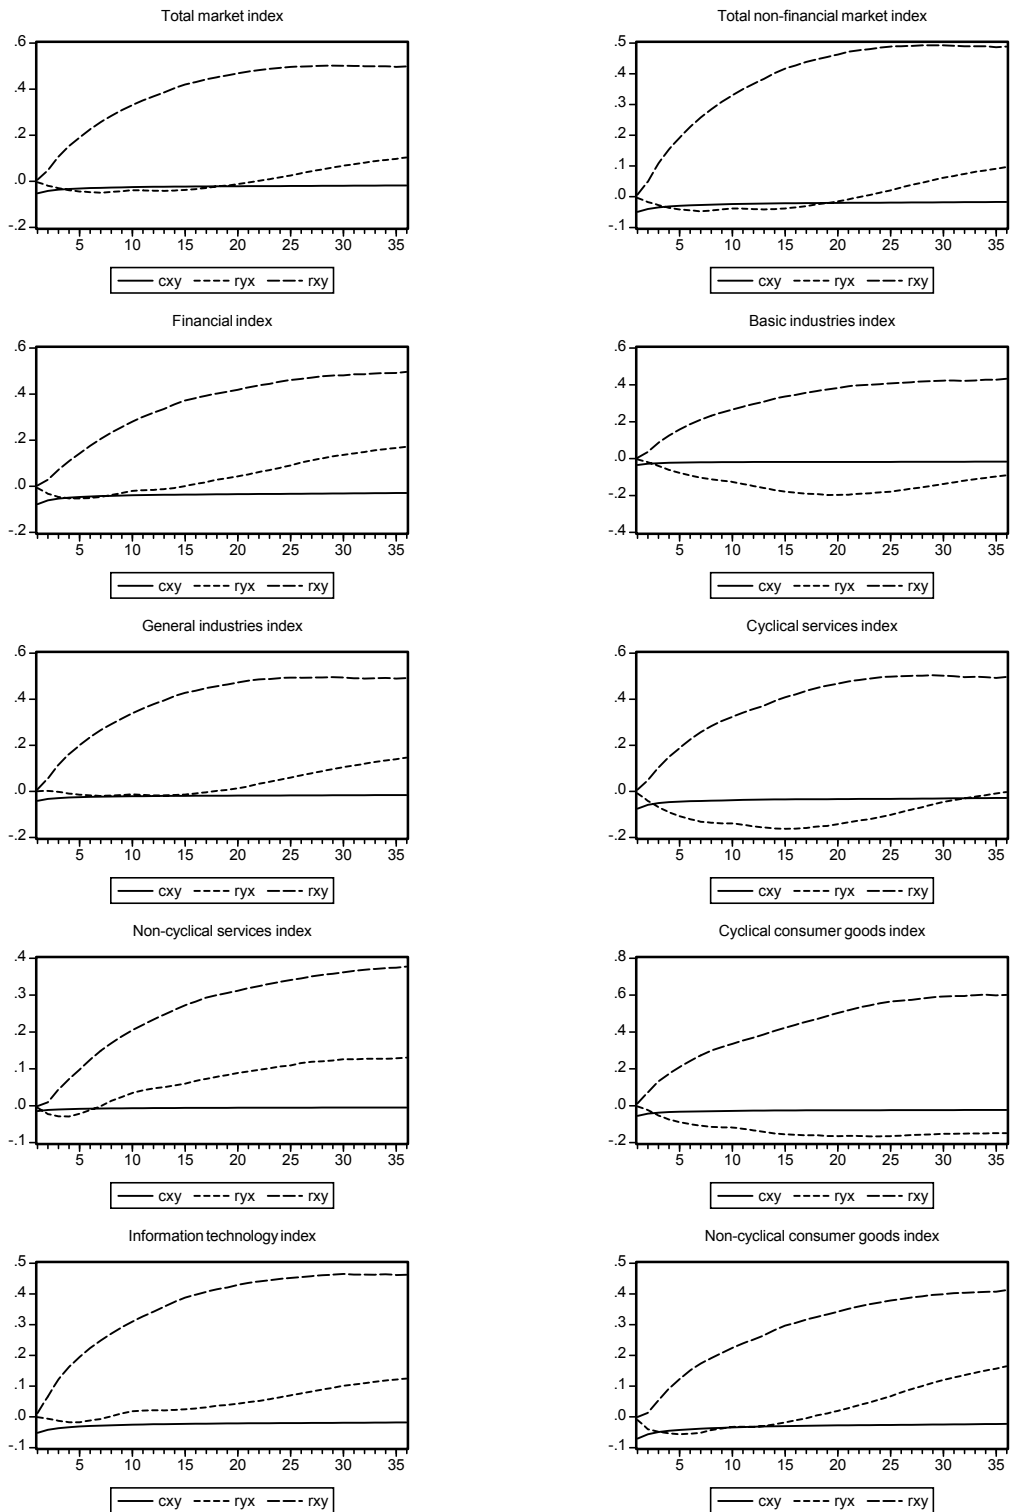 Total market index
.6
.4
.2
.0
-.2
5 10 15 20 25 30 35
cxy ryx rxy
Total non-financial market index
.5
.4
.3
.2
.1
.0
-.1
5 10 15 20 25 30 35
cxy ryx rxy
Financial index
.6
.4
.2
.0
-.2
5 10 15 20 25 30 35
cxy ryx rxy
Basic industries index
.6
.4
.2
.0
-.2
-.4
5 10 15 20 25 30 35
cxy ryx rxy
General industries index
.6
.4
.2
.0
-.2
5 10 15 20 25 30 35
cxy ryx rxy
Cyclical services index
.6
.4
.2
.0
-.2
5 10 15 20 25 30 35
cxy ryx rxy
Non-cyclical services index
.4
.3
.2
.1
.0
-.1
5 10 15 20 25 30 35
cxy ryx rxy
Cyclical consumer goods index
.8
.6
.4
.2
.0
-.2
5 10 15 20 25 30 35
cxy ryx rxy
Information technology index
.5
.4
.3
.2
.1
.0
-.1
5 10 15 20 25 30 35
cxy ryx rxy
Non-cyclical consumer goods index
.5
.4
.3
.2
.1
.0
-.1
5 10 15 20 25 30 35
cxy ryx rxy